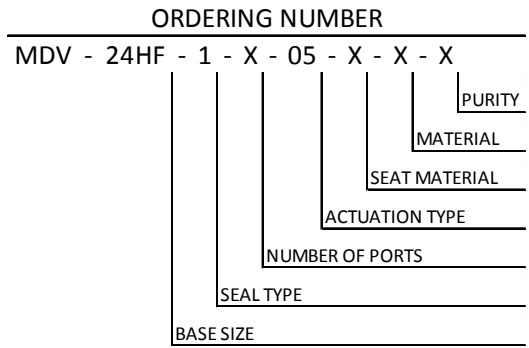 ORDERING NUMBER
MDV - 24HF - 1 - X - 05 - X - X - X
PURITY
MATERIAL
SEAT MATERIAL
ACTUATION TYPE
NUMBER OF PORTS
SEAL TYPE
BASE SIZE